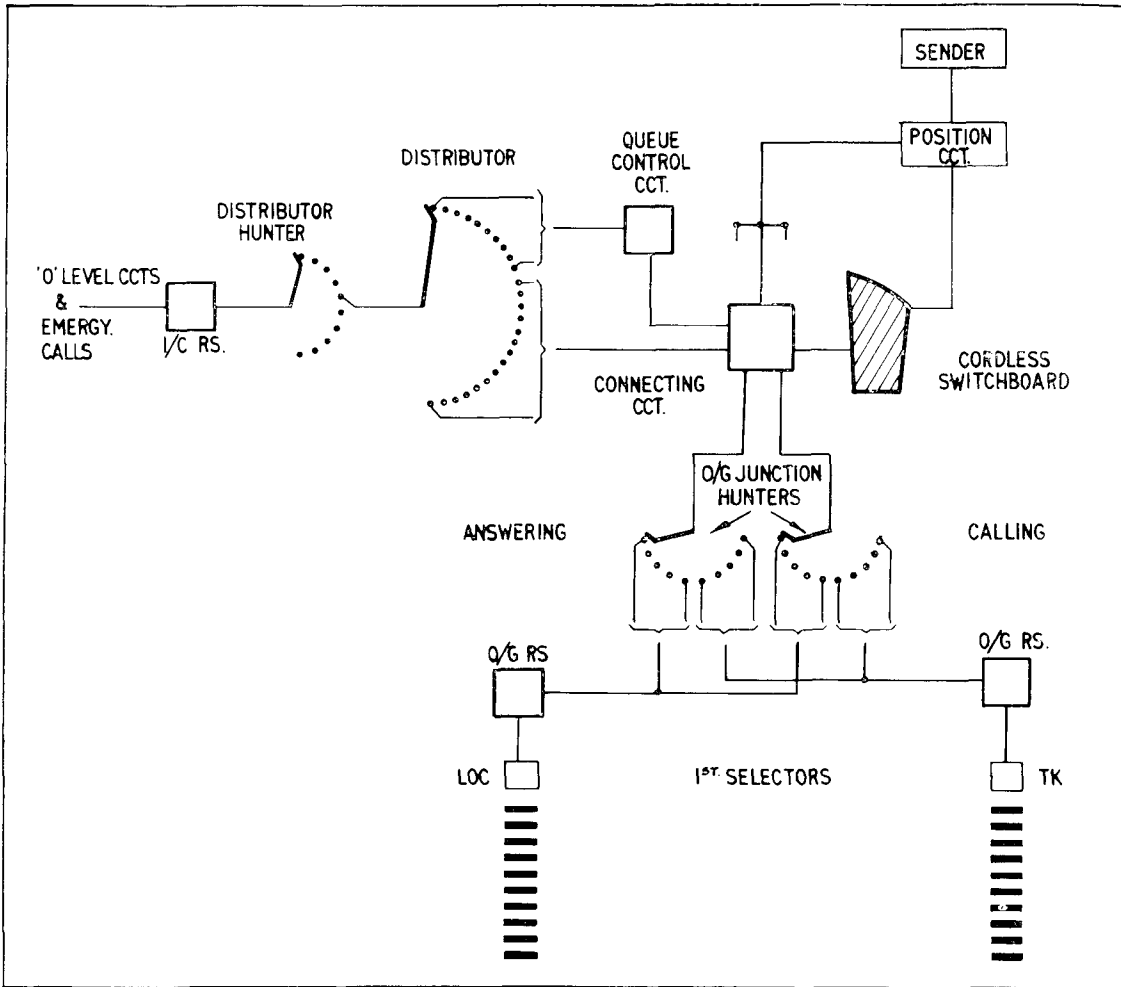 SENDER
POSITION
CCT.
QUEUE
CONTROL
CCT.
DISTRIBUTOR
DISTRIBUTOR
HUNTER
'O' LEVEL CCTS
&
EMERGY.
CALLS
I/C RS.
CONNECTING
CCT.
CORDLESS
SWITCHBOARD
O/G JUNCTION
HUNTERS
ANSWERING
CALLING
O/G RS
O/G RS.
LOC
1ST. SELECTORS
TK